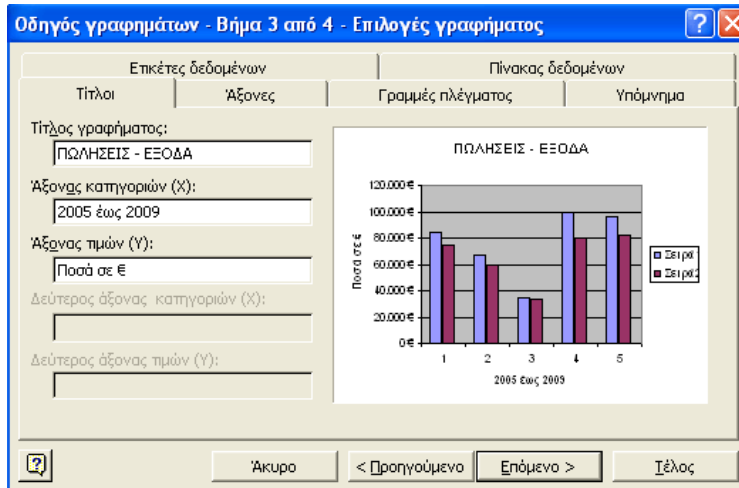 Οδηγός γραφημάτων - Βήμα 3 από 4 - Επιλογές γραφήματος
Ετικέτες δεδομένων
Πίνακας δεδομένων
Τίτλοι
Άξονες
Γραμμές πλέγματος
Υπόμνημα
Τίτλος γραφήματος:
ΠΩΛΗΣΕΙΣ - ΕΞΟΔΑ
Άξονας κατηγοριών (X):
2005 έως 2009
Άξονας τιμών (Y):
Ποσά σε €
Δεύτερος άξονας κατηγοριών (X):
Δεύτερος άξονας τιμών (Y):
ΠΩΛΗΣΕΙΣ - ΕΞΟΔΑ
120.000 €
100.000 €
80.000 €
60.000 €
40.000 €
20.000 €
0 €
Ποσά σε €
1 2 3 4 5
2005 έως 2009
Σειρά1
Σειρά2
Άκυρο
< Προηγούμενο
Επόμενο >
Τέλος